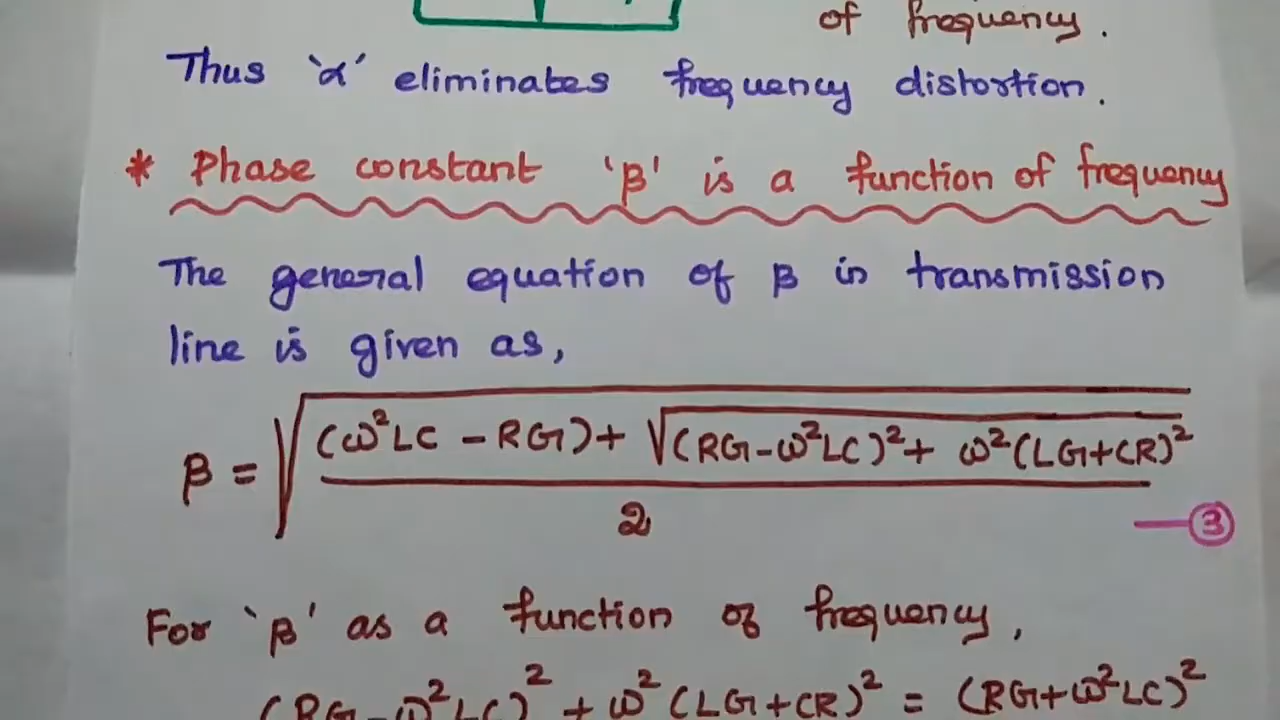 of frequency.
Thus 'α' eliminates frequency distortion.
* Phase constant 'β' is a function of frequency
The general equation of β in transmission
line is given as,
β = √(((ω²LC - RG) + √((RG - ω²LC)² + ω²(LG + CR)²)) / 2) — ③
For 'β' as a function of frequency,
(RG - ω²LC)² + ω²(LG + CR)² = (RG + ω²LC)²